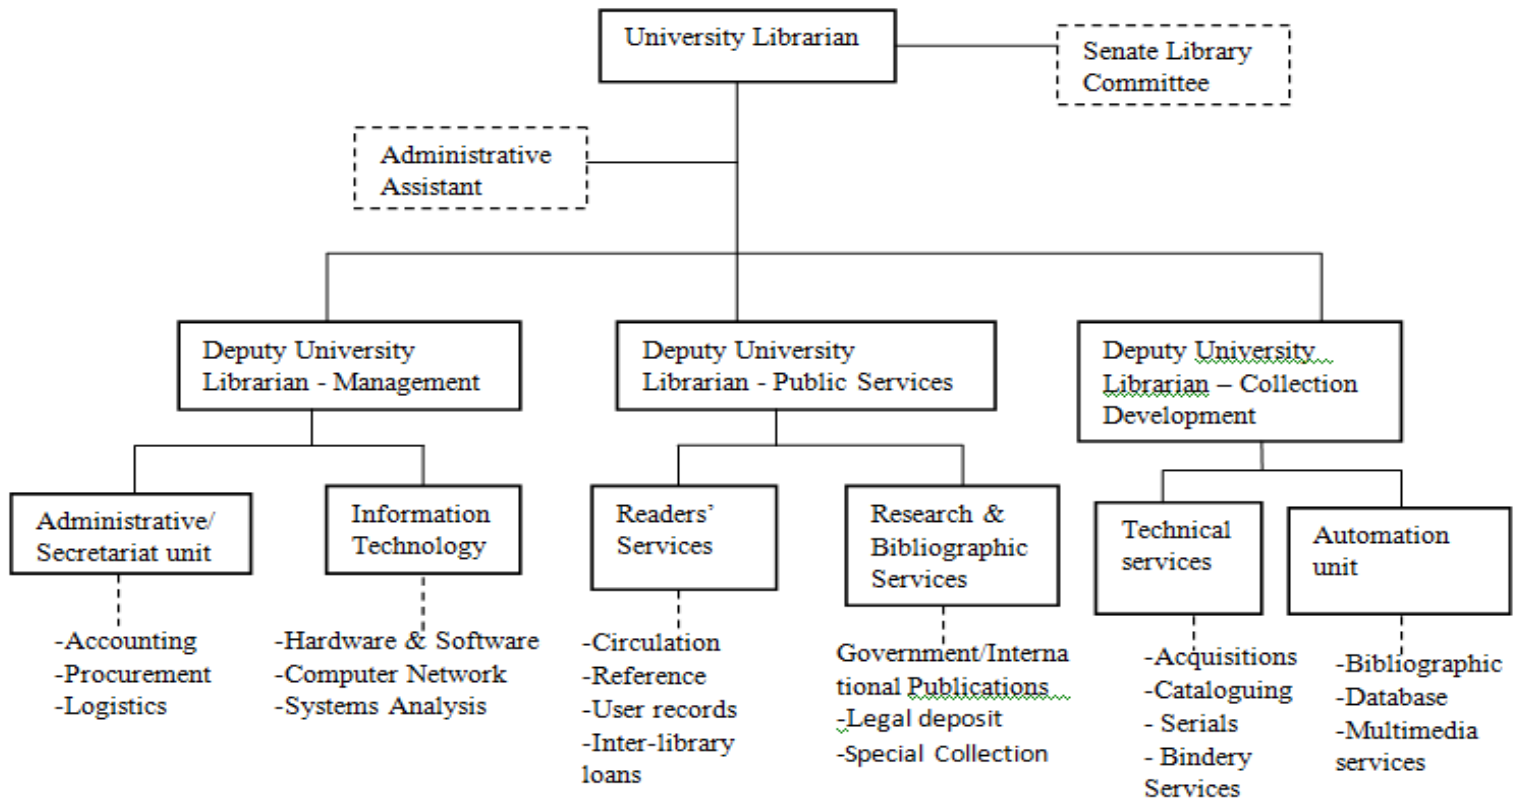 University Librarian
Senate Library
Committee
Administrative
Assistant
Deputy University
Librarian - Management
Deputy University
Librarian - Public Services
Deputy University
Librarian – Collection
Development
Administrative/
Secretariat unit
Information
Technology
Readers’
Services
Research &
Bibliographic
Services
Technical
services
Automation
unit
-Accounting
-Procurement
-Logistics
-Hardware & Software
-Computer Network
-Systems Analysis
-Circulation
-Reference
-User records
-Inter-library
loans
Government/Interna
tional Publications
-Legal deposit
-Special Collection
-Acquisitions
-Cataloguing
- Serials
- Bindery
Services
-Bibliographic
-Database
-Multimedia
services